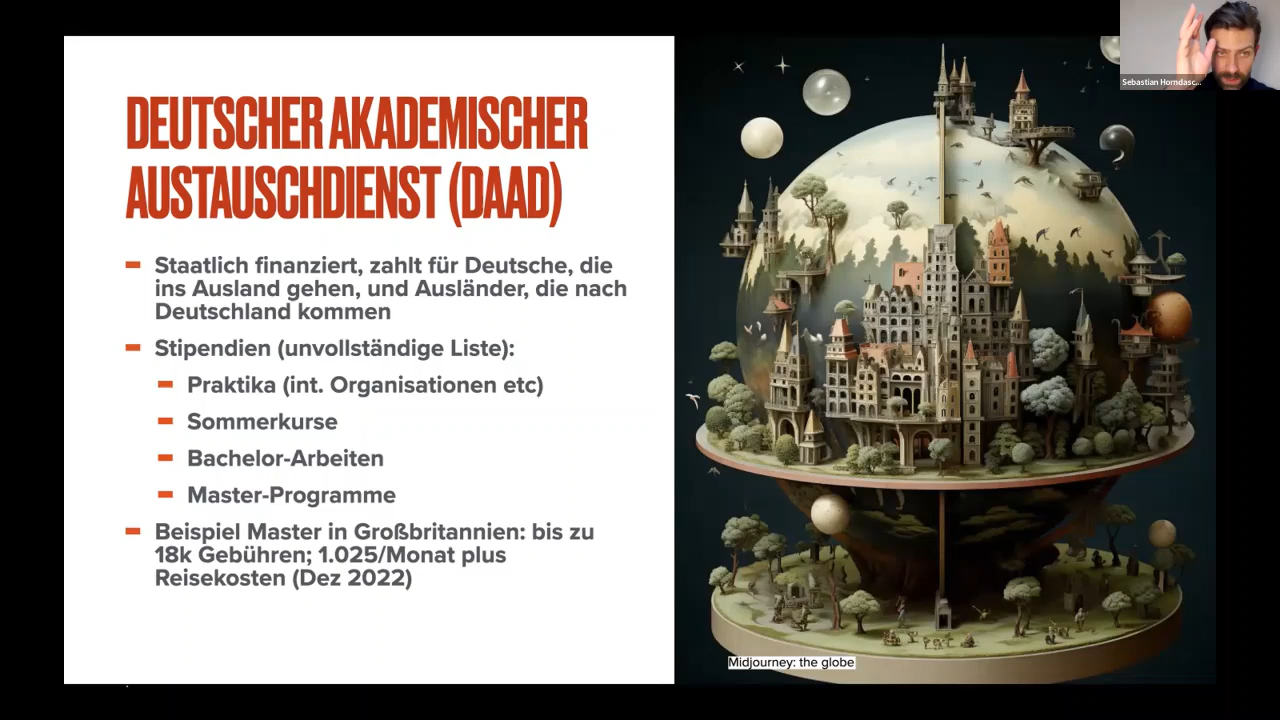 DEUTSCHER AKADEMISCHER
AUSTAUSCHDIENST (DAAD)
Staatlich finanziert, zahlt für Deutsche, die
ins Ausland gehen, und Ausländer, die nach
Deutschland kommen
Stipendien (unvollständige Liste):
Praktika (int. Organisationen etc)
Sommerkurse
Bachelor-Arbeiten
Master-Programme
Beispiel Master in Großbritannien: bis zu
18k Gebühren; 1.025/Monat plus
Reisekosten (Dez 2022)
Midjourney: the globe
Sebastian Horndasc...